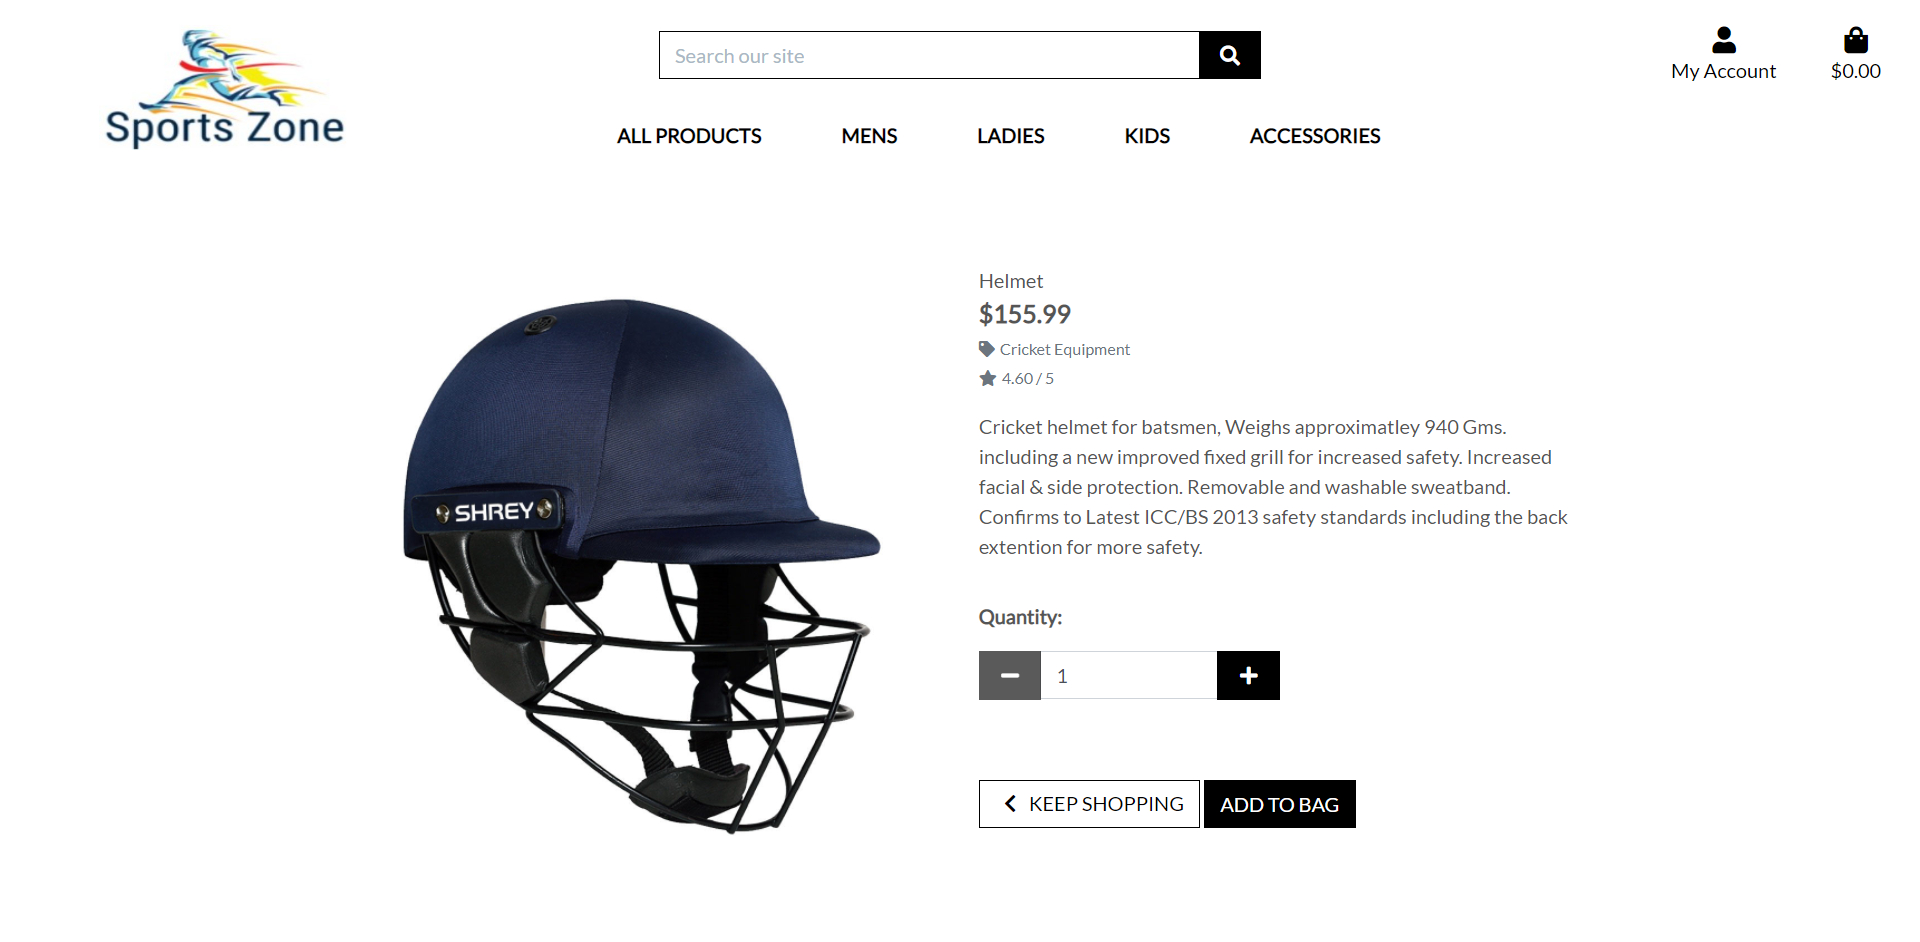 Sports Zone
Search our site
My Account
$0.00
ALL PRODUCTS
MENS
LADIES
KIDS
ACCESSORIES
SHREY
Helmet
$155.99
Cricket Equipment
4.60 / 5
Cricket helmet for batsmen, Weighs approximatley 940 Gms.
including a new improved fixed grill for increased safety. Increased
facial & side protection. Removable and washable sweatband.
Confirms to Latest ICC/BS 2013 safety standards including the back
extention for more safety.
Quantity:
1
KEEP SHOPPING
ADD TO BAG